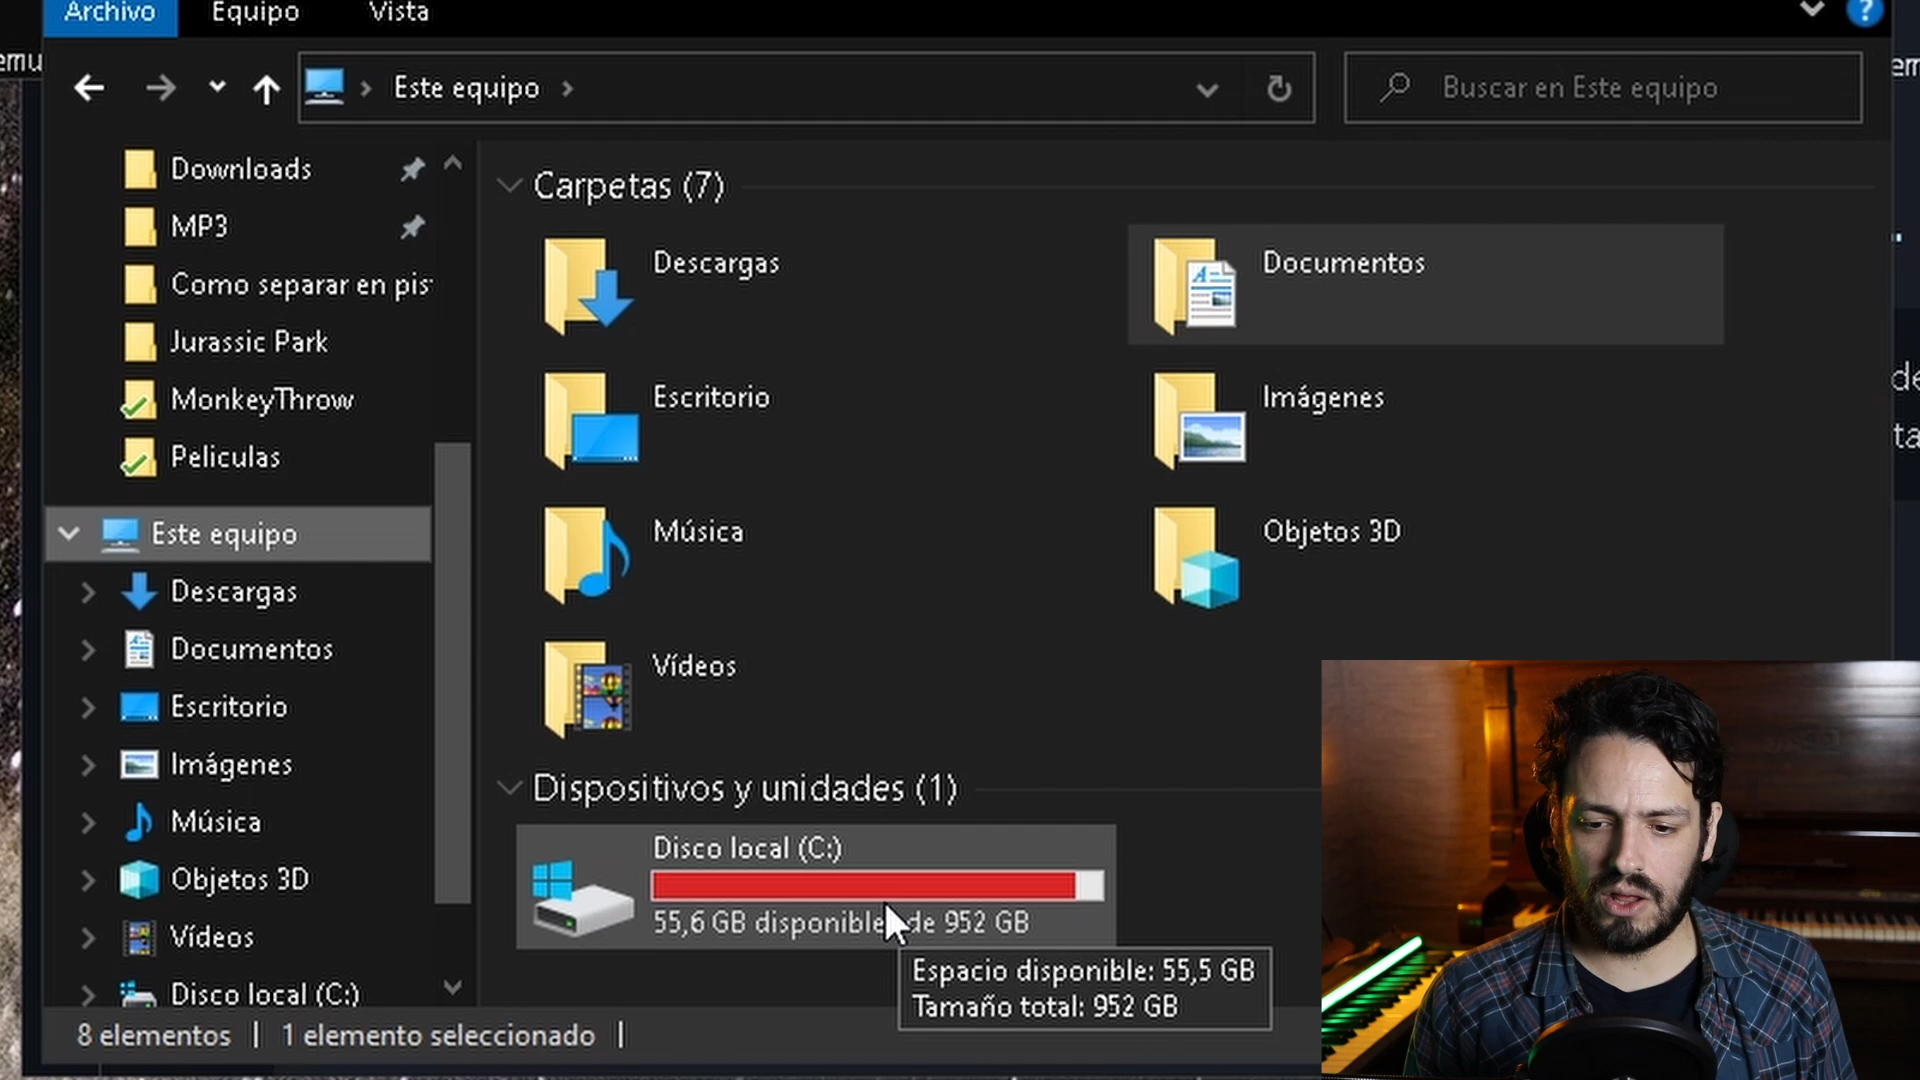 Archivo
Equipo
Vista
emu
Este equipo
Buscar en Este equipo
Downloads
MP3
Como separar en pis
Jurassic Park
MonkeyThrow
Peliculas
Este equipo
Descargas
Documentos
Escritorio
Imágenes
Música
Objetos 3D
Vídeos
Disco local (C:)
Carpetas (7)
Descargas
Documentos
Escritorio
Imágenes
Música
Objetos 3D
Vídeos
Dispositivos y unidades (1)
Disco local (C:)
55,6 GB disponible de 952 GB
Espacio disponible: 55,5 GB
Tamaño total: 952 GB
8 elementos
1 elemento seleccionado
de
ta